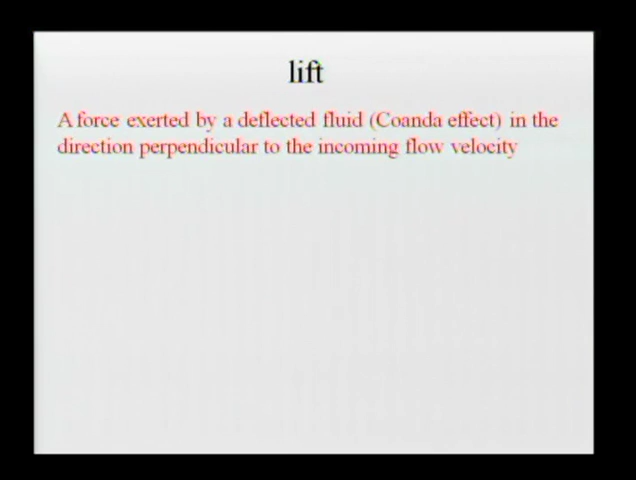 lift
A force exerted by a deflected fluid (Coanda effect) in the
direction perpendicular to the incoming flow velocity